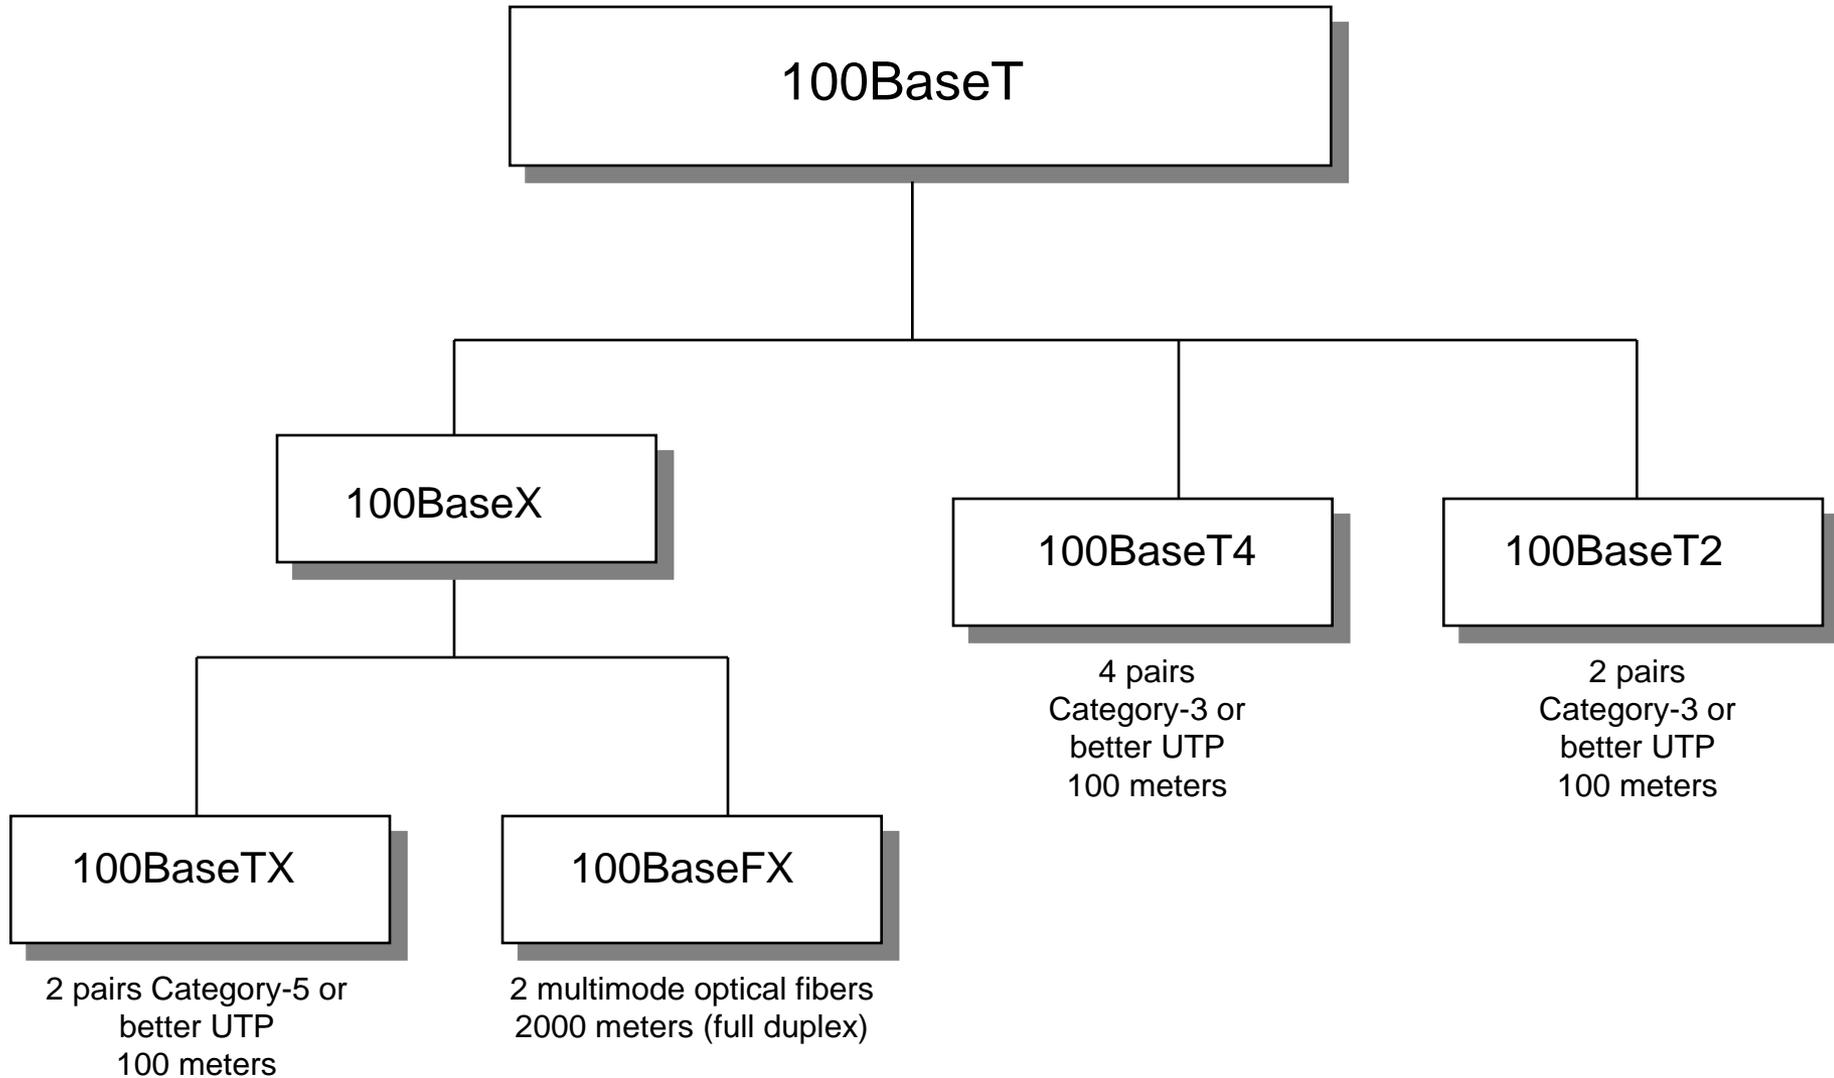 100BaseT
100BaseX
100BaseT4
100BaseT2
4 pairs
Category-3 or
better UTP
100 meters
2 pairs
Category-3 or
better UTP
100 meters
100BaseTX
100BaseFX
2 pairs Category-5 or
better UTP
100 meters
2 multimode optical fibers
2000 meters (full duplex)